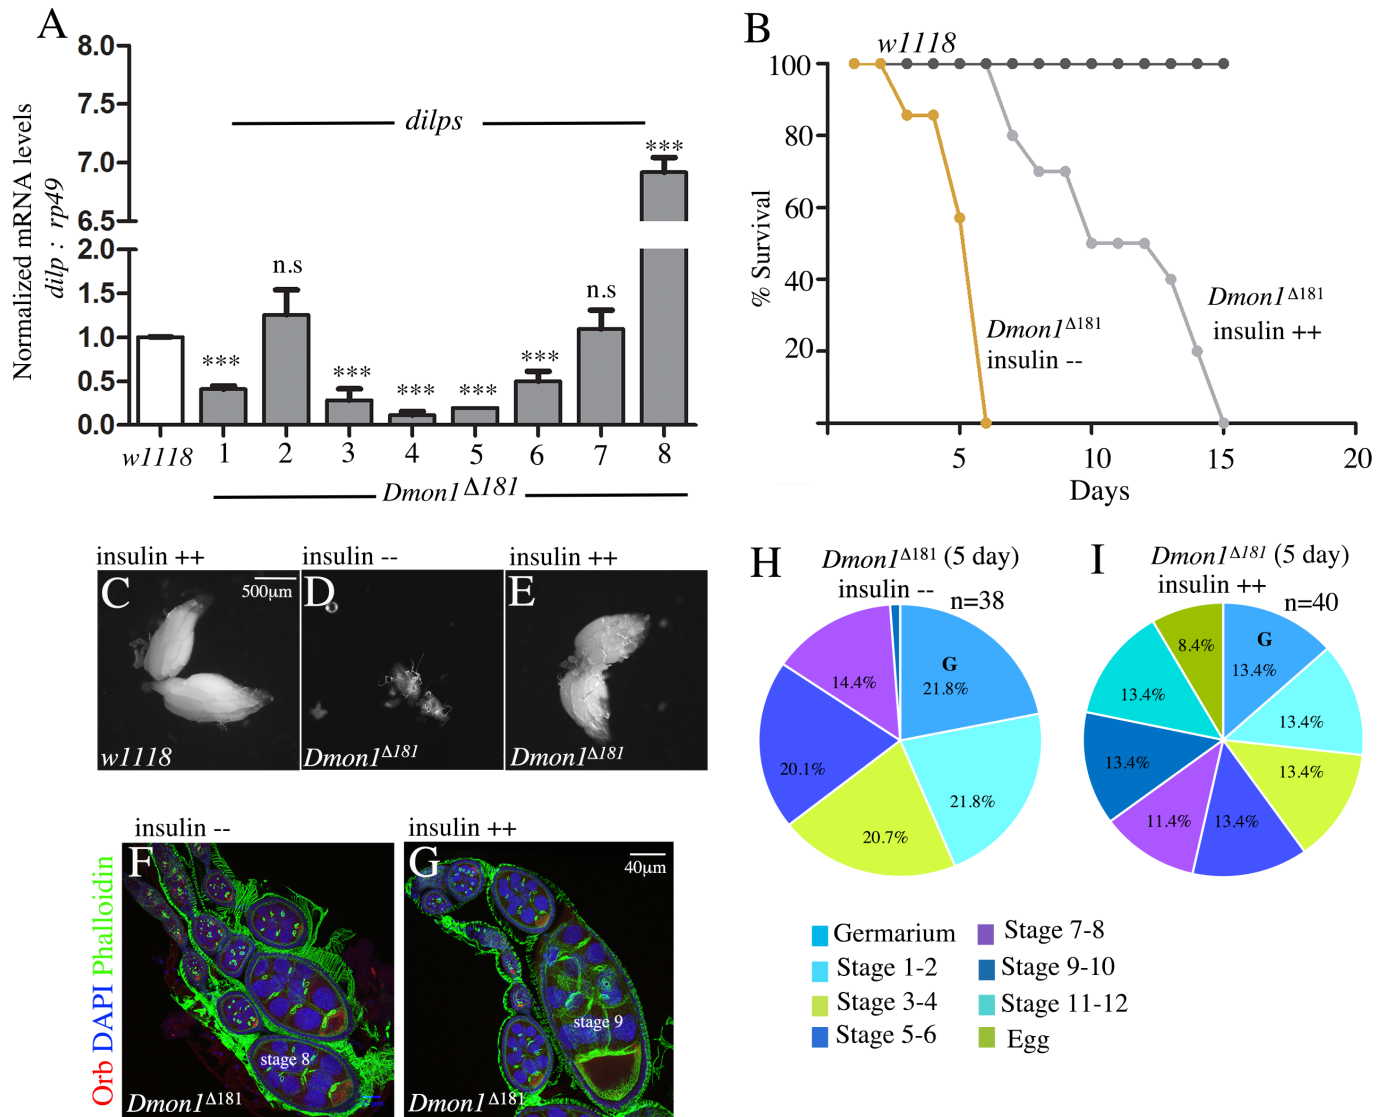 A
8.0
7.5
7.0
6.5
2.0
1.5
1.0
0.5
0.0
Normalized mRNA levels
dilp : rp49
dilps
***
n.s
***
***
***
***
n.s
***
w1118 1 2 3 4 5 6 7 8
Dmon1Δ181
B
w1118
100
80
60
40
20
% Survival
Dmon1Δ181
insulin --
Dmon1Δ181
insulin ++
5 10 15 20
Days
insulin ++
C
500µm
w1118
insulin --
D
Dmon1Δ181
insulin ++
E
Dmon1Δ181
Orb DAPI Phalloidin
insulin --
F
stage 8
Dmon1Δ181
insulin ++
G
40µm
stage 9
Dmon1Δ181
H
Dmon1Δ181 (5 day)
insulin --
n=38
G
21.8%
21.8%
20.7%
20.1%
14.4%
I
Dmon1Δ181 (5 day)
insulin ++
n=40
G
13.4%
13.4%
13.4%
13.4%
11.4%
13.4%
13.4%
8.4%
Germarium
Stage 1-2
Stage 3-4
Stage 5-6
Stage 7-8
Stage 9-10
Stage 11-12
Egg